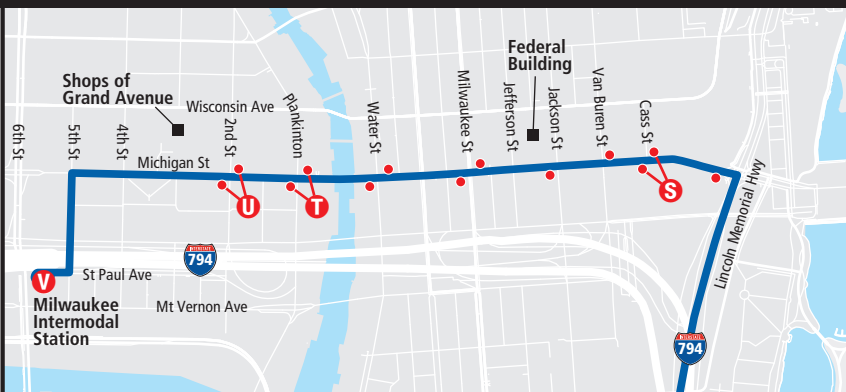 Federal
Building
Shops of
Grand Avenue
Wisconsin Ave
6th St
5th St
4th St
2nd St
Plankinton
Water St
Milwaukee St
Jefferson St
Jackson St
Van Buren St
Cass St
Michigan St
U
T
S
Lincoln Memorial Hwy
INTERSTATE
794
St Paul Ave
V
Milwaukee
Intermodal
Station
Mt Vernon Ave
INTERSTATE
794